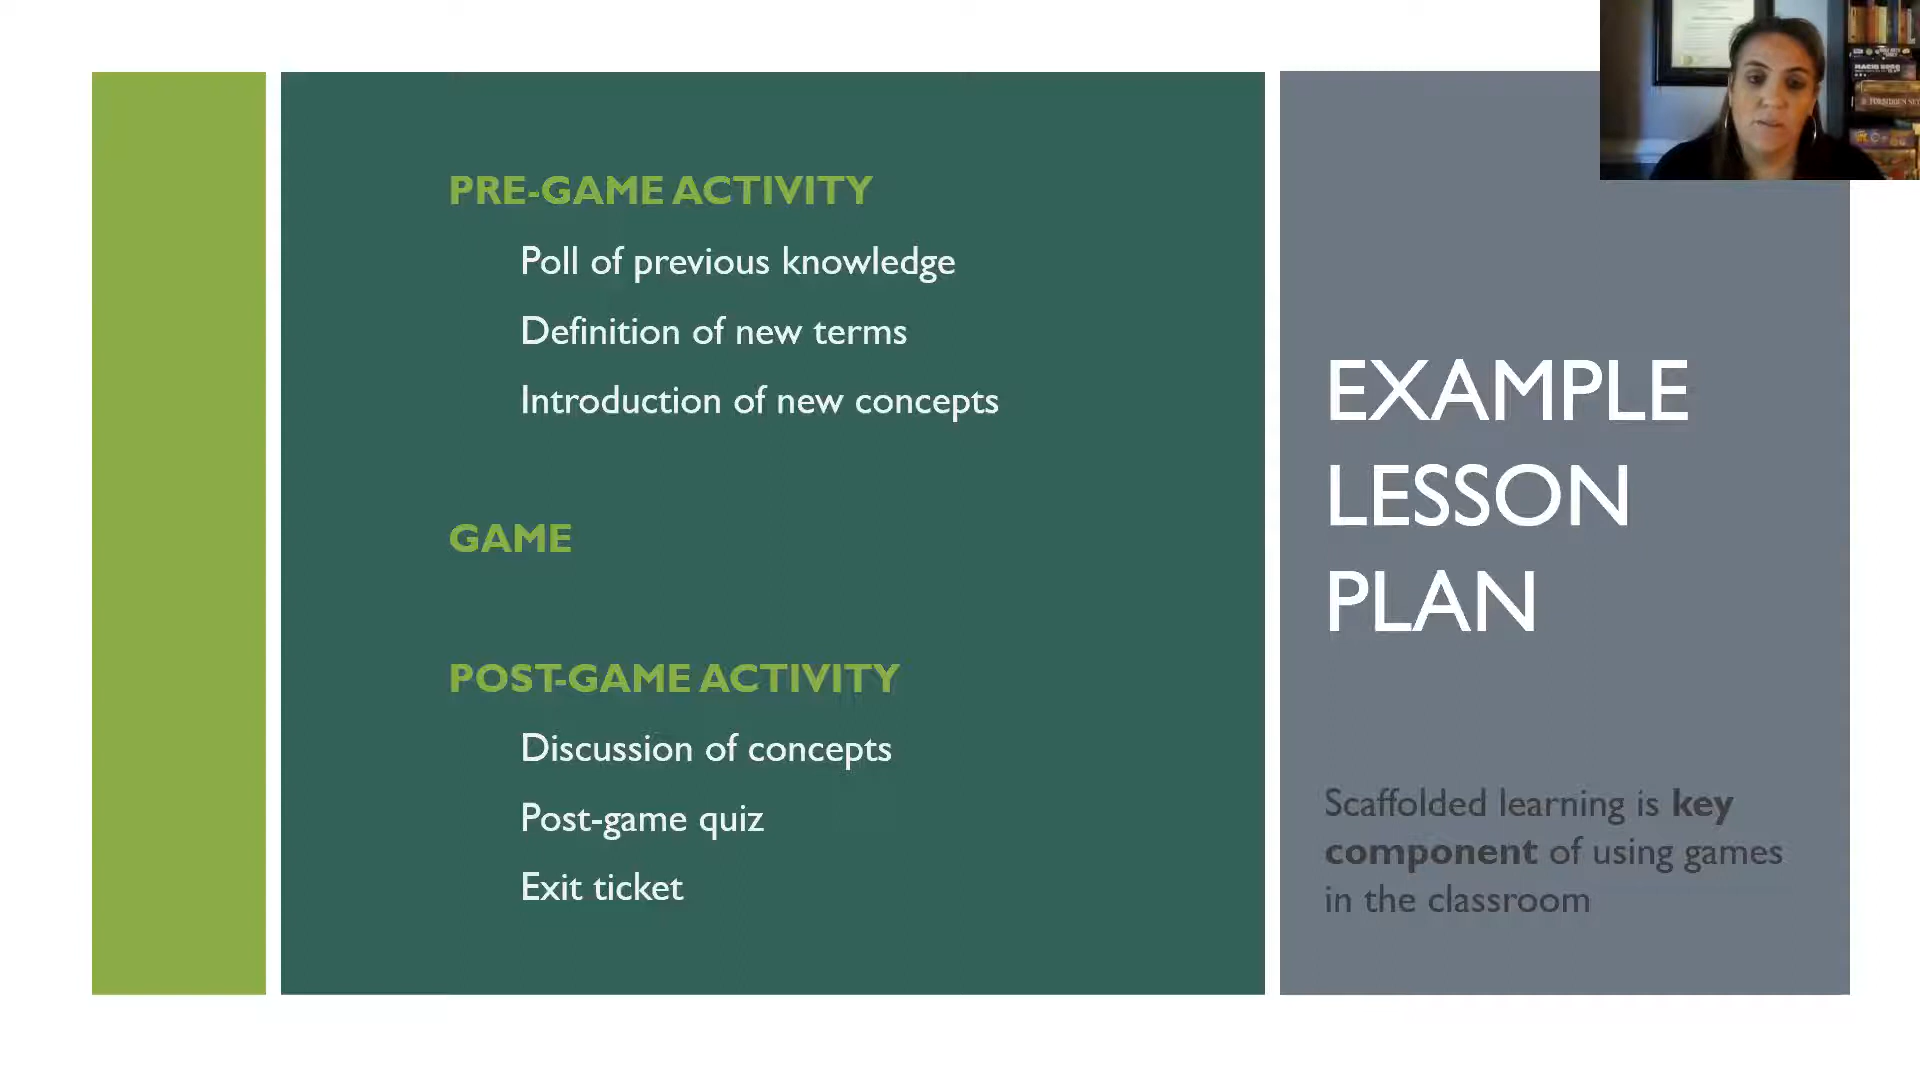 PRE-GAME ACTIVITY
Poll of previous knowledge
Definition of new terms
Introduction of new concepts
GAME
POST-GAME ACTIVITY
Discussion of concepts
Post-game quiz
Exit ticket
EXAMPLE
LESSON
PLAN
Scaffolded learning is key
component of using games
in the classroom